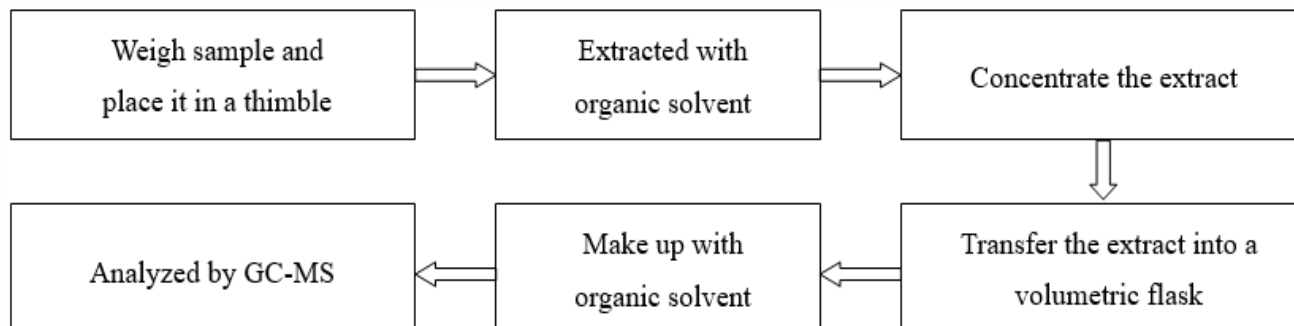 Weigh sample and
place it in a thimble
Extracted with
organic solvent
Concentrate the extract
Transfer the extract into a
volumetric flask
Make up with
organic solvent
Analyzed by GC-MS